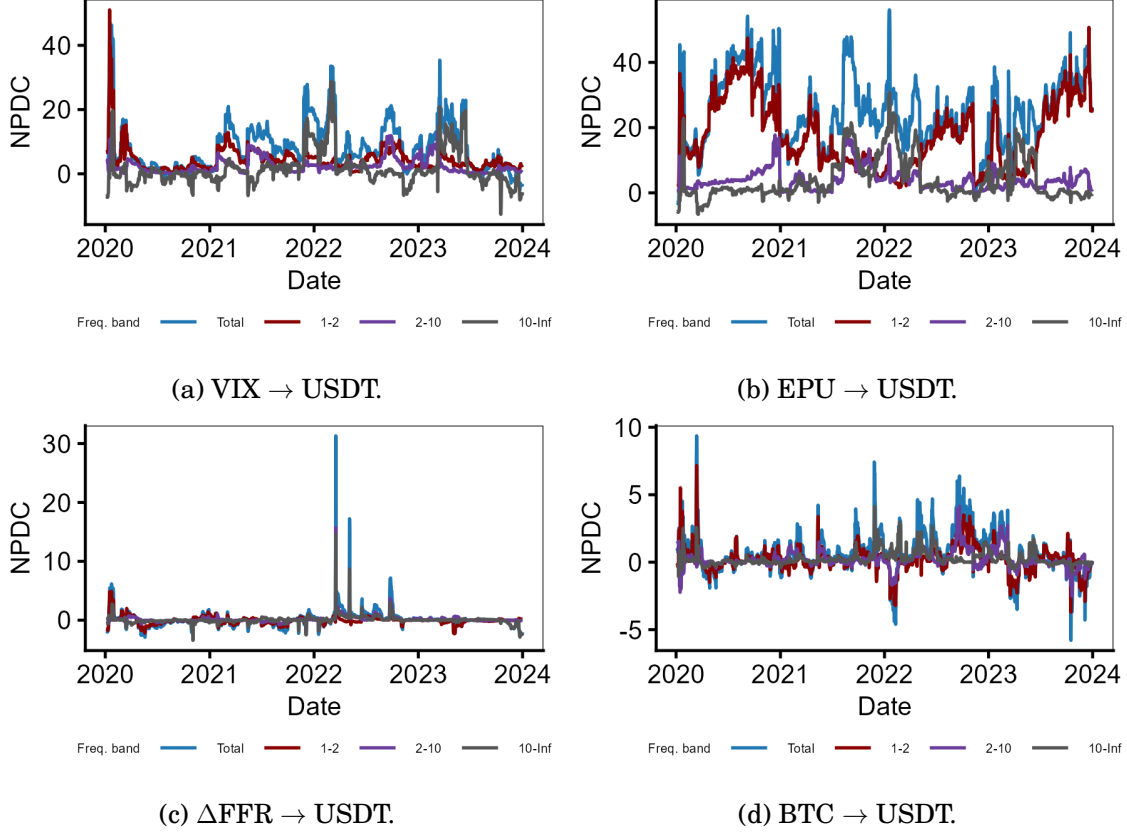 NPDC
40
20
0
2020 2021 2022 2023 2024
Date
Freq. band Total 1-2 2-10 10-Inf
(a) VIX → USDT.
NPDC
40
20
0
2020 2021 2022 2023 2024
Date
Freq. band Total 1-2 2-10 10-Inf
(b) EPU → USDT.
NPDC
30
20
10
0
2020 2021 2022 2023 2024
Date
Freq. band Total 1-2 2-10 10-Inf
(c) ΔFFR → USDT.
NPDC
10
5
0
-5
2020 2021 2022 2023 2024
Date
Freq. band Total 1-2 2-10 10-Inf
(d) BTC → USDT.